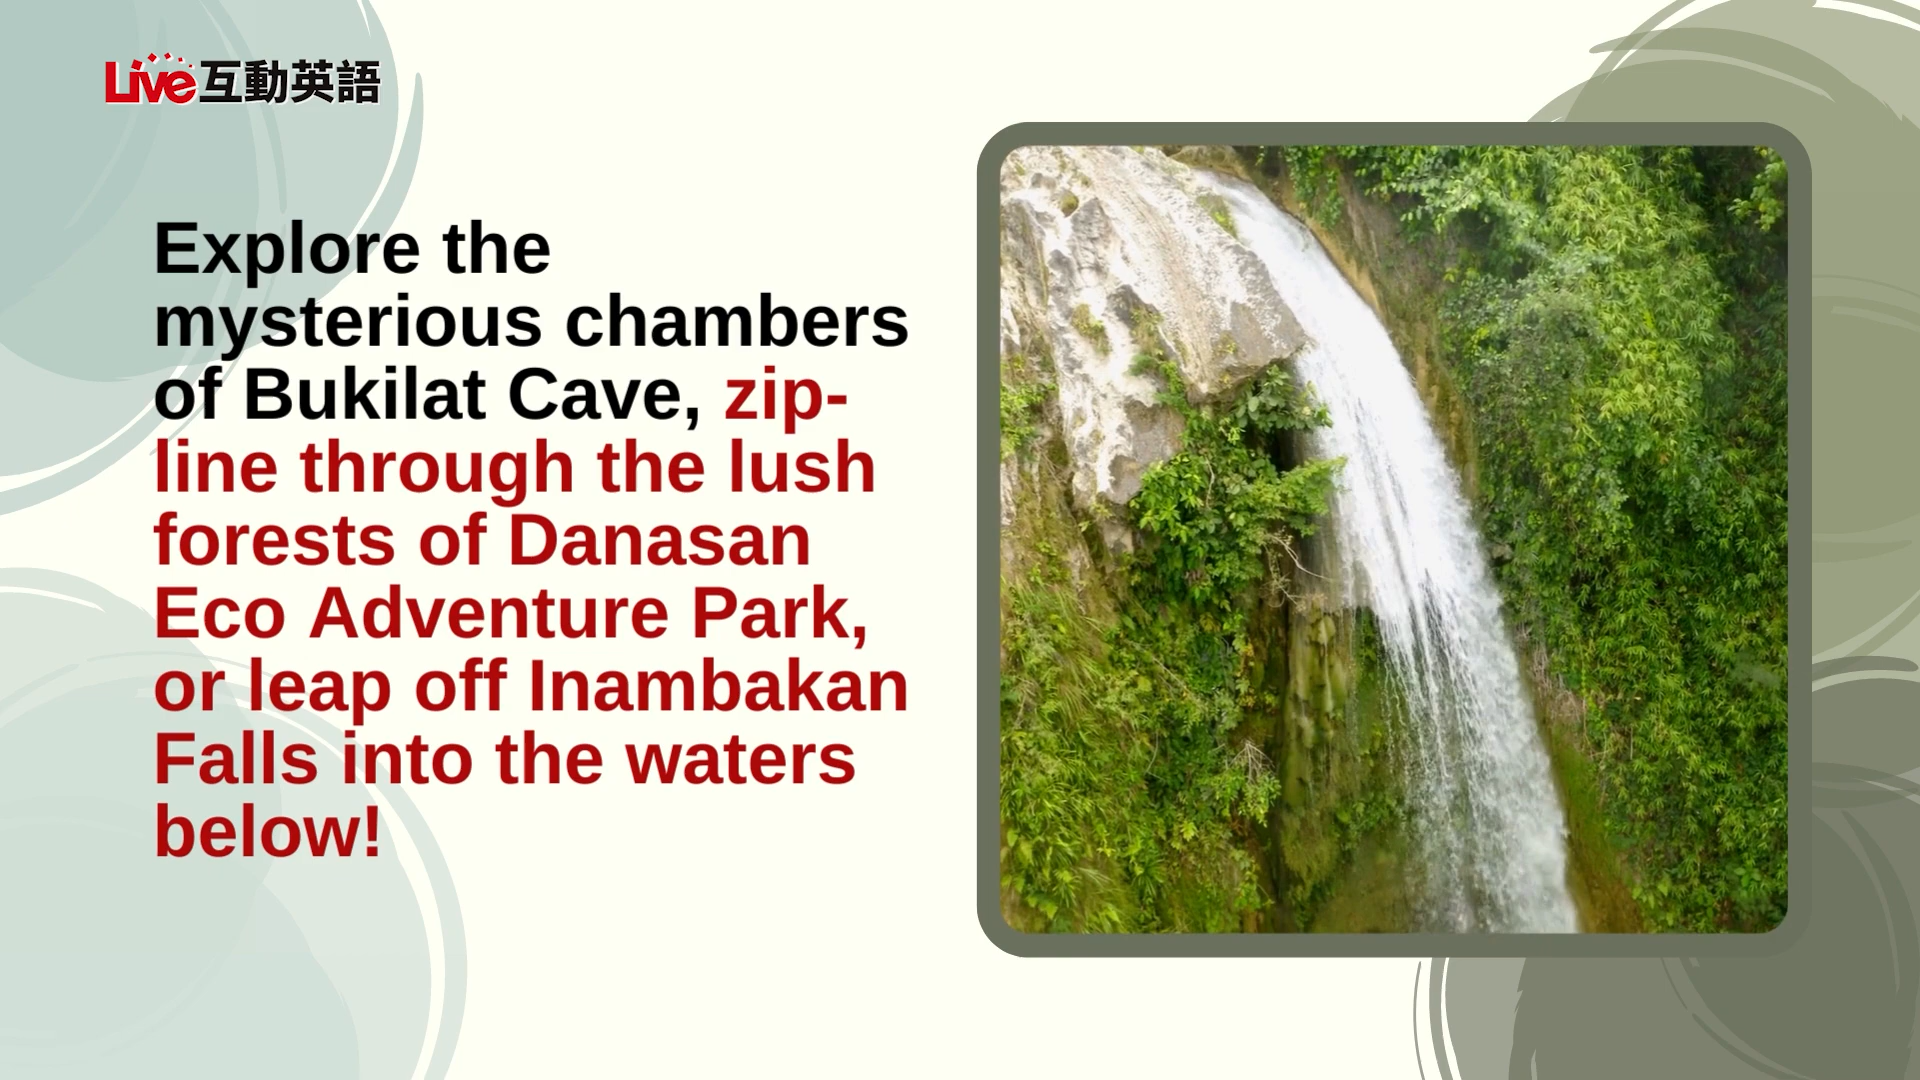 Live互動英語
Explore the
mysterious chambers
of Bukilat Cave, zip-
line through the lush
forests of Danasan
Eco Adventure Park,
or leap off Inambakan
Falls into the waters
below!